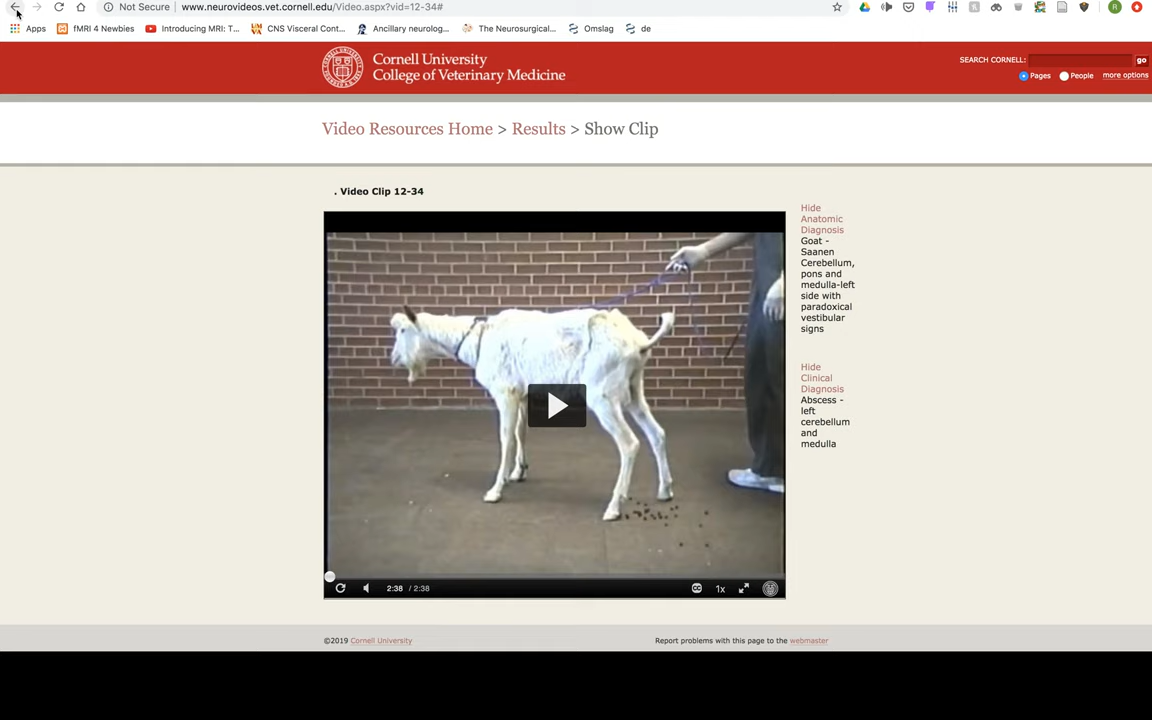 Not Secure www.neurovideos.vet.cornell.edu/Video.aspx?vid=12-34#
Apps fMRI 4 Newbies Introducing MRI: T... CNS Visceral Cont... Ancillary neurolog... The Neurosurgical... Omslag de
Cornell University
College of Veterinary Medicine
SEARCH CORNELL: go
Pages People more options
Video Resources Home > Results > Show Clip
. Video Clip 12-34
Hide
Anatomic
Diagnosis
Goat -
Saanen
Cerebellum,
pons and
medulla-left
side with
paradoxical
vestibular
signs
Hide
Clinical
Diagnosis
Abscess -
left
cerebellum
and
medulla
2:38 / 2:38 CC 1x
©2019 Cornell University Report problems with this page to the webmaster